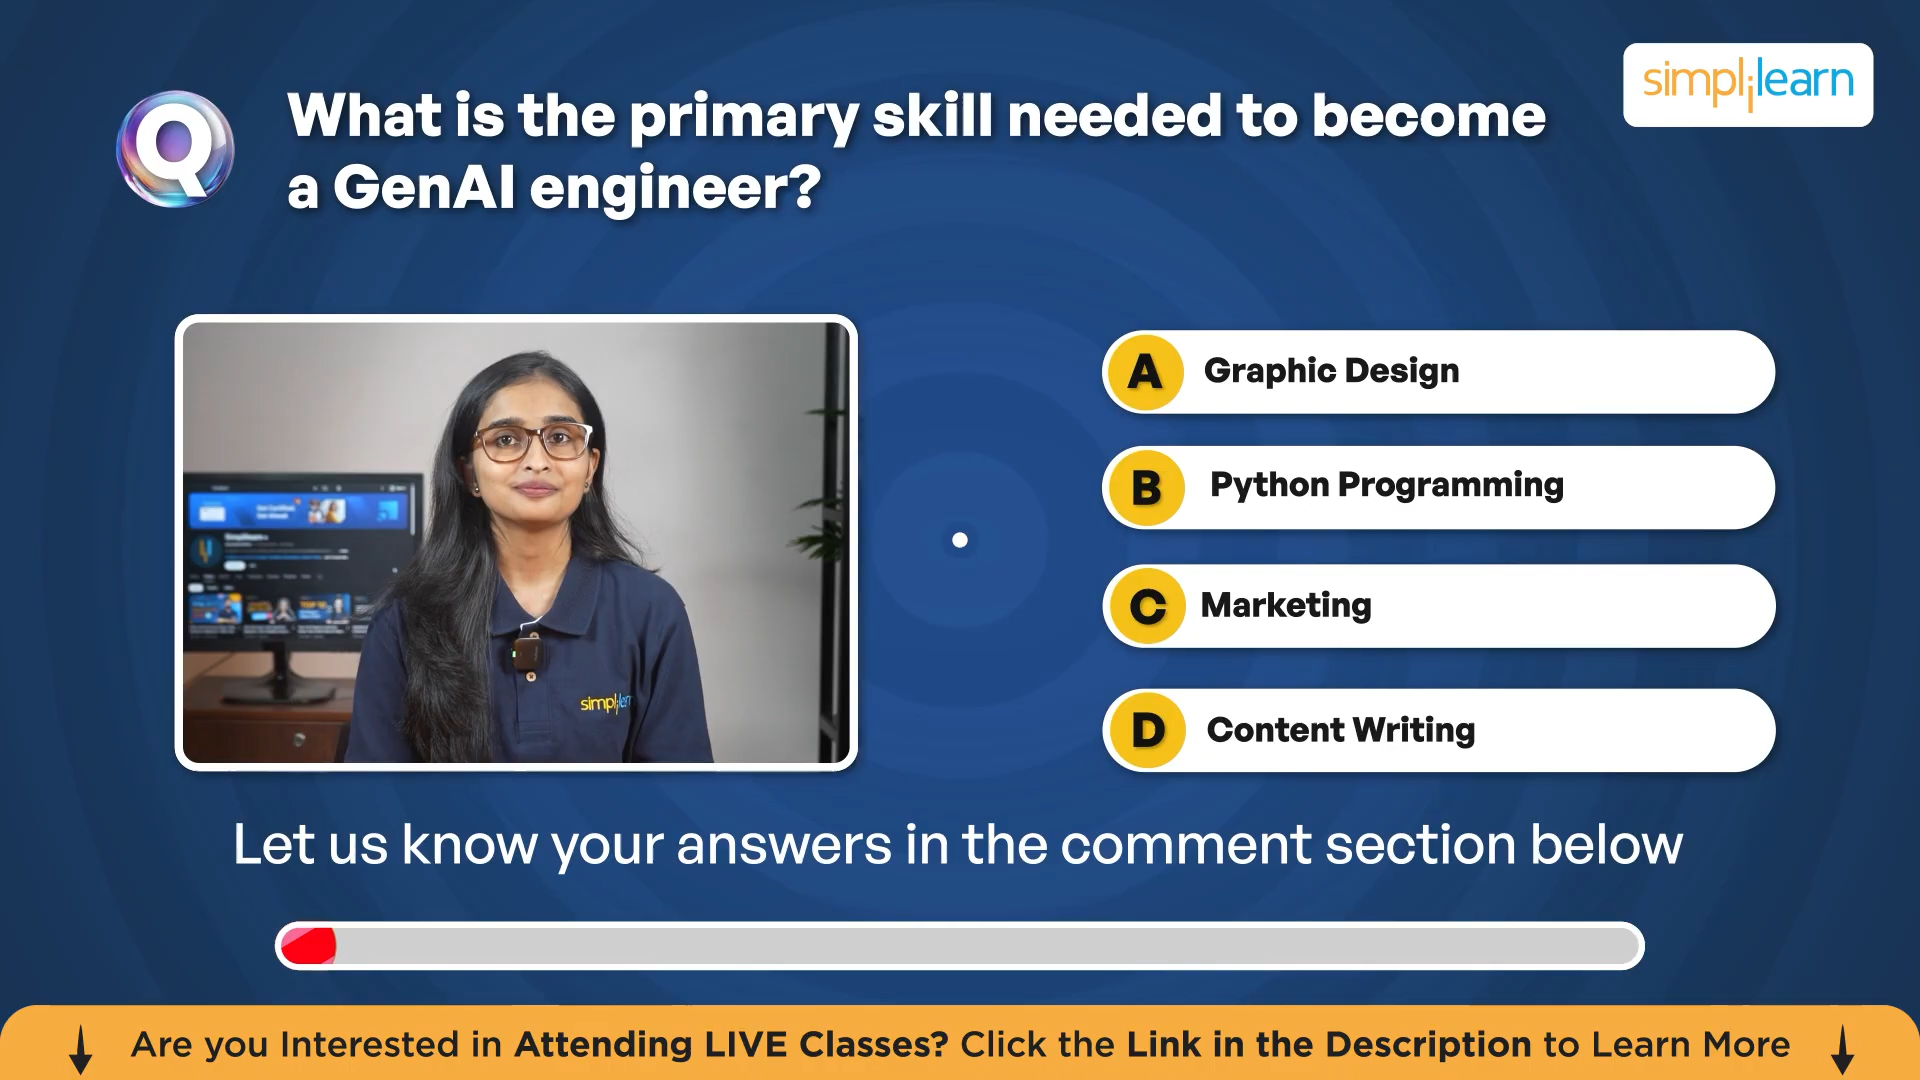 simplilearn
Q
What is the primary skill needed to become
a GenAI engineer?
A Graphic Design
B Python Programming
C Marketing
D Content Writing
simplilearn
Let us know your answers in the comment section below
Are you Interested in Attending LIVE Classes? Click the Link in the Description to Learn More